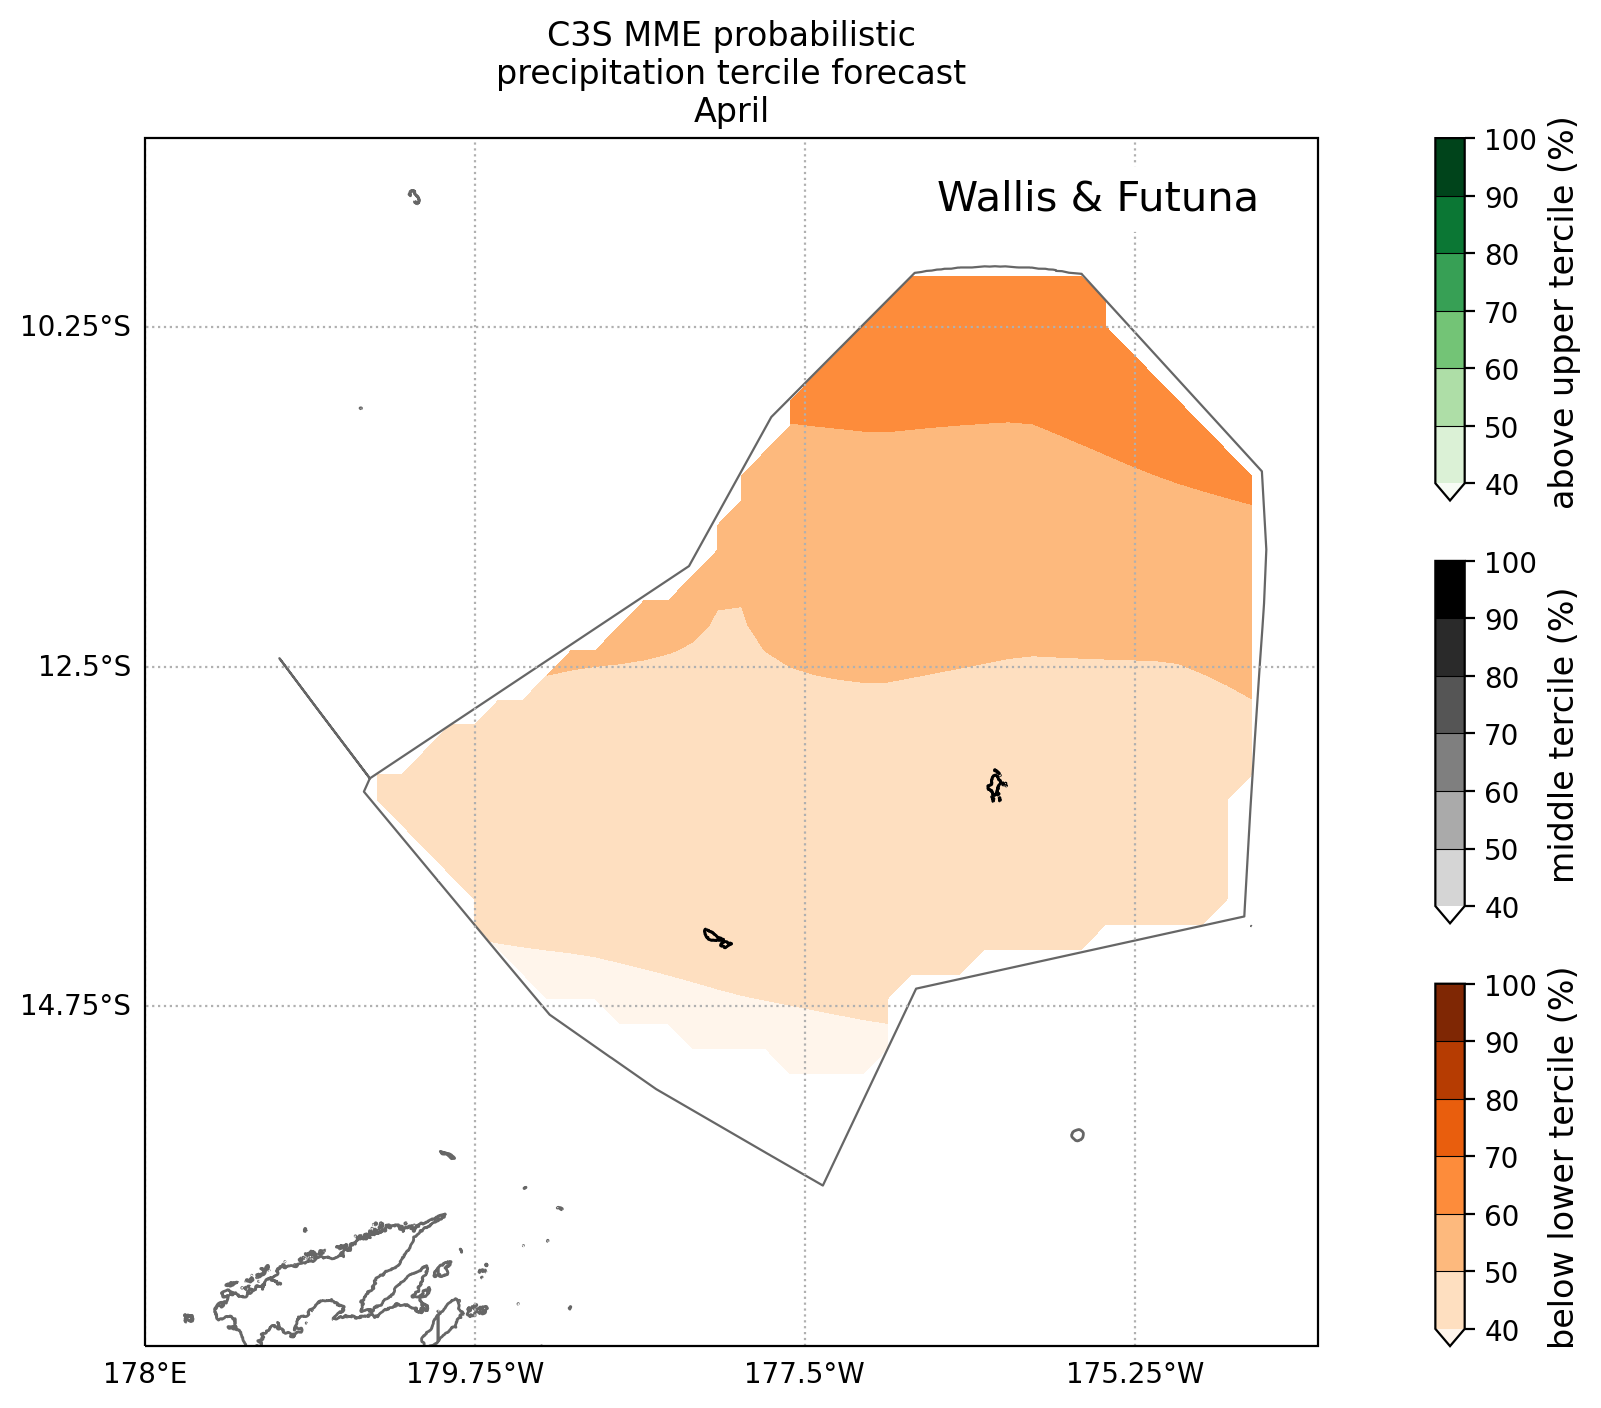 C3S MME probabilistic
precipitation tercile forecast
April
Wallis & Futuna
10.25°S
12.5°S
14.75°S
178°E
179.75°W
177.5°W
175.25°W
100
90
80
70
60
50
40
above upper tercile (%)
100
90
80
70
60
50
40
middle tercile (%)
100
90
80
70
60
50
40
below lower tercile (%)